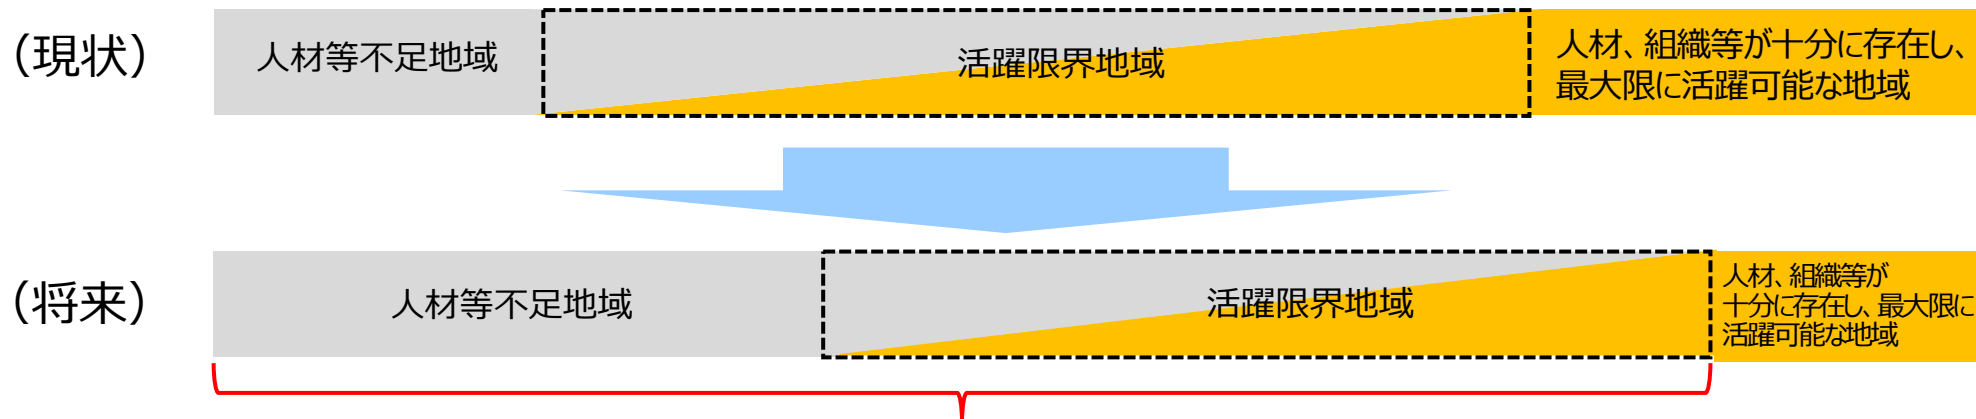 （現状）
人材等不足地域
活躍限界地域
人材、組織等が十分に存在し、
最大限に活躍可能な地域
（将来）
人材等不足地域
活躍限界地域
人材、組織等が
十分に存在し、最大限に
活躍可能な地域